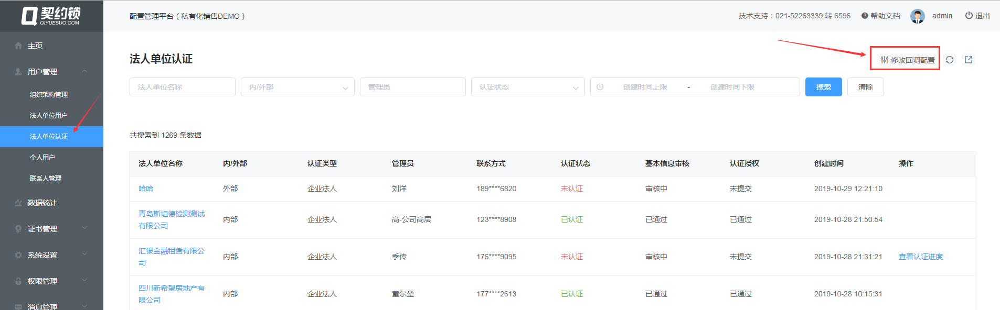 契约锁
QIYUESUO.COM
配置管理平台（私有化销售DEMO）
技术支持：021-52263339 转 6596
帮助文档
admin
退出
主页
用户管理
组织架构管理
法人单位用户
法人单位认证
个人用户
联系人管理
数据统计
证书管理
系统设置
权限管理
消息管理
法人单位认证
修改回调配置
法人单位名称 内/外部 管理员 认证状态 创建时间上限 - 创建时间下限 搜索 清除
共搜索到 1269 条数据
法人单位名称 内/外部 认证类型 管理员 联系方式 认证状态 基本信息审核 认证授权 创建时间 操作
哈哈 外部 企业法人 刘洋 189****6820 未认证 审核中 未提交 2019-10-29 12:21:10
青岛斯坦德检测测试
有限公司
内部 企业法人 高-公司高层 123****8908 已认证 已通过 已通过 2019-10-28 21:50:54
汇银金融租赁有限公
司
内部 企业法人 季传 176****9095 未认证 审核中 未提交 2019-10-28 21:31:21 查看认证进度
四川新希望房地产有
限公司
内部 企业法人 董尔垒 177****2613 已认证 已通过 已通过 2019-10-28 10:15:31